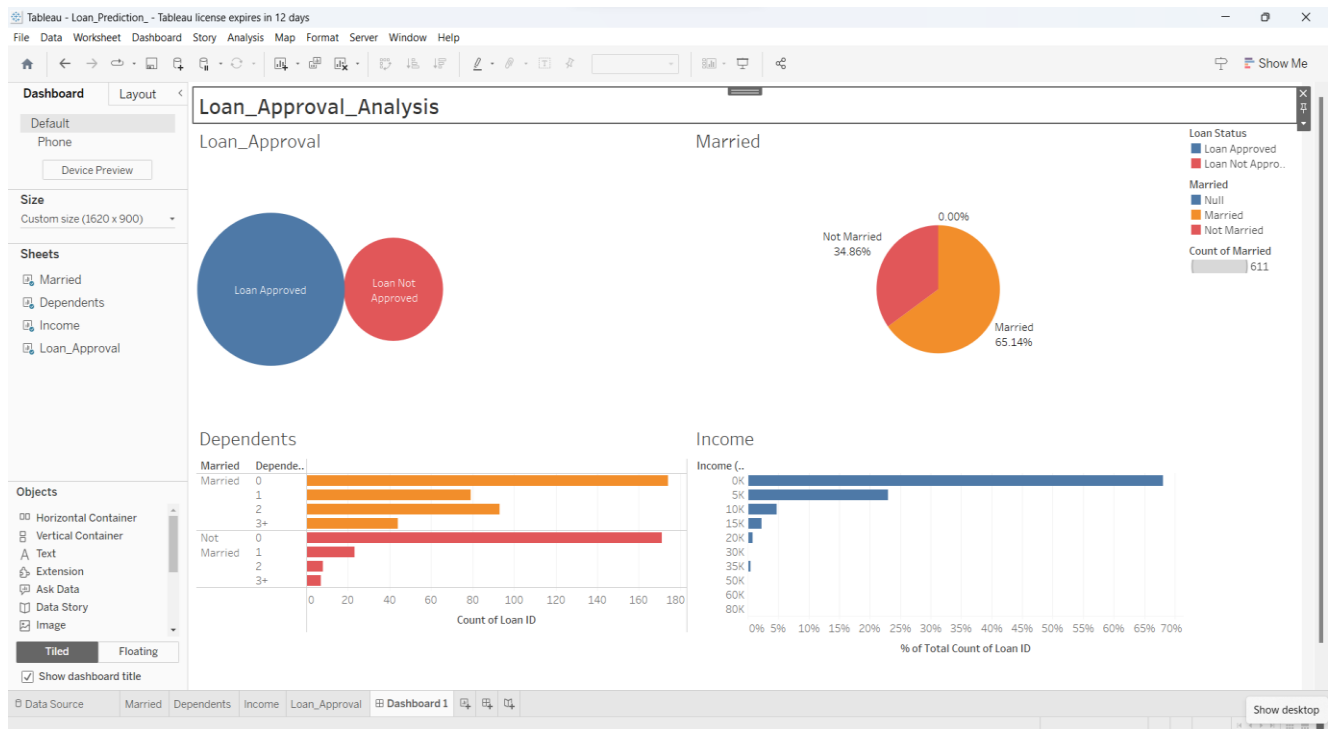 Tableau - Loan_Prediction_ - Tableau license expires in 12 days
File Data Worksheet Dashboard Story Analysis Map Format Server Window Help
Show Me
Dashboard Layout
Default
Phone
Device Preview
Size
Custom size (1620 x 900)
Sheets
Married
Dependents
Income
Loan_Approval
Objects
Horizontal Container
Vertical Container
Text
Extension
Ask Data
Data Story
Image
Tiled Floating
Show dashboard title
Loan_Approval_Analysis
Loan_Approval
Loan Approved
Loan Not
Approved
Married
0.00%
Not Married
34.86%
Married
65.14%
Loan Status
Loan Approved
Loan Not Appro..
Married
Null
Married
Not Married
Count of Married
611
Dependents
Married Depende..
Married 0
1
2
3+
Not 0
Married 1
2
3+
0 20 40 60 80 100 120 140 160 180
Count of Loan ID
Income
Income (..
0K
5K
10K
15K
20K
30K
35K
50K
60K
80K
0% 5% 10% 15% 20% 25% 30% 35% 40% 45% 50% 55% 60% 65% 70%
% of Total Count of Loan ID
Data Source Married Dependents Income Loan_Approval Dashboard 1
Show desktop